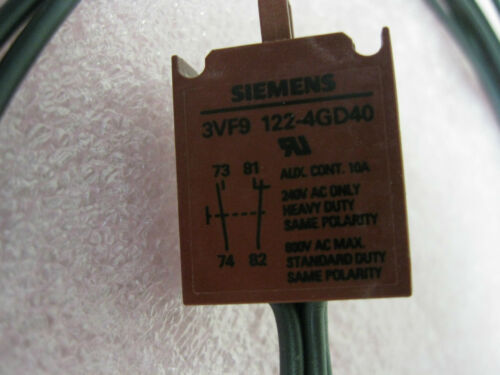 SIEMENS
3VF9 122-4GD40
RU
73 81
AUX. CONT. 10A
240V AC ONLY
HEAVY DUTY
SAME POLARITY
600V AC MAX.
STANDARD DUTY
SAME POLARITY
74 82